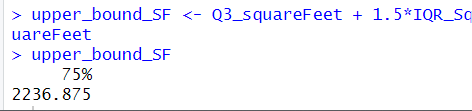 > upper_bound_SF <- Q3_squareFeet + 1.5*IQR_Sq
uareFeet
> upper_bound_SF
75%
2236.875